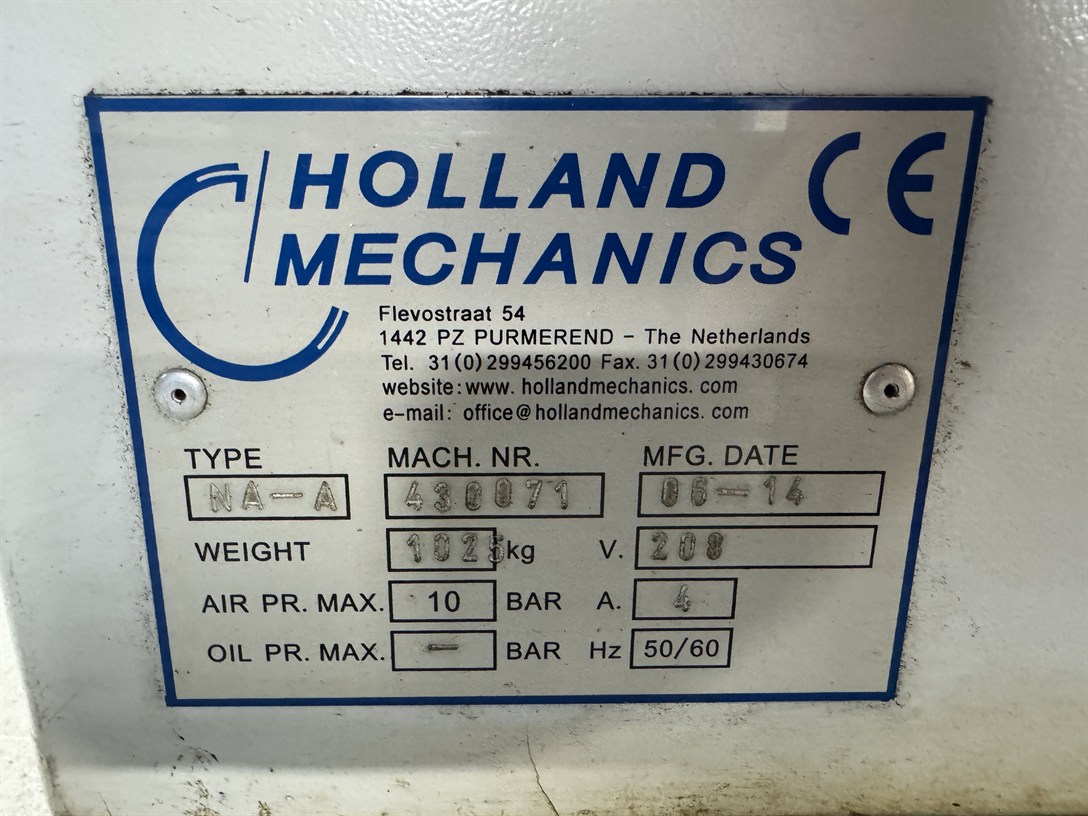 HOLLAND
MECHANICS
CE
Flevostraat 54
1442 PZ PURMEREND – The Netherlands
Tel. 31(0)299456200 Fax. 31(0)299430674
website:www. hollandmechanics. com
e-mail: office@hollandmechanics. com
TYPE MACH. NR. MFG. DATE
NA-A 430071 06-14
WEIGHT 1025 kg V. 208
AIR PR. MAX. 10 BAR A. 4
OIL PR. MAX. - BAR Hz 50/60